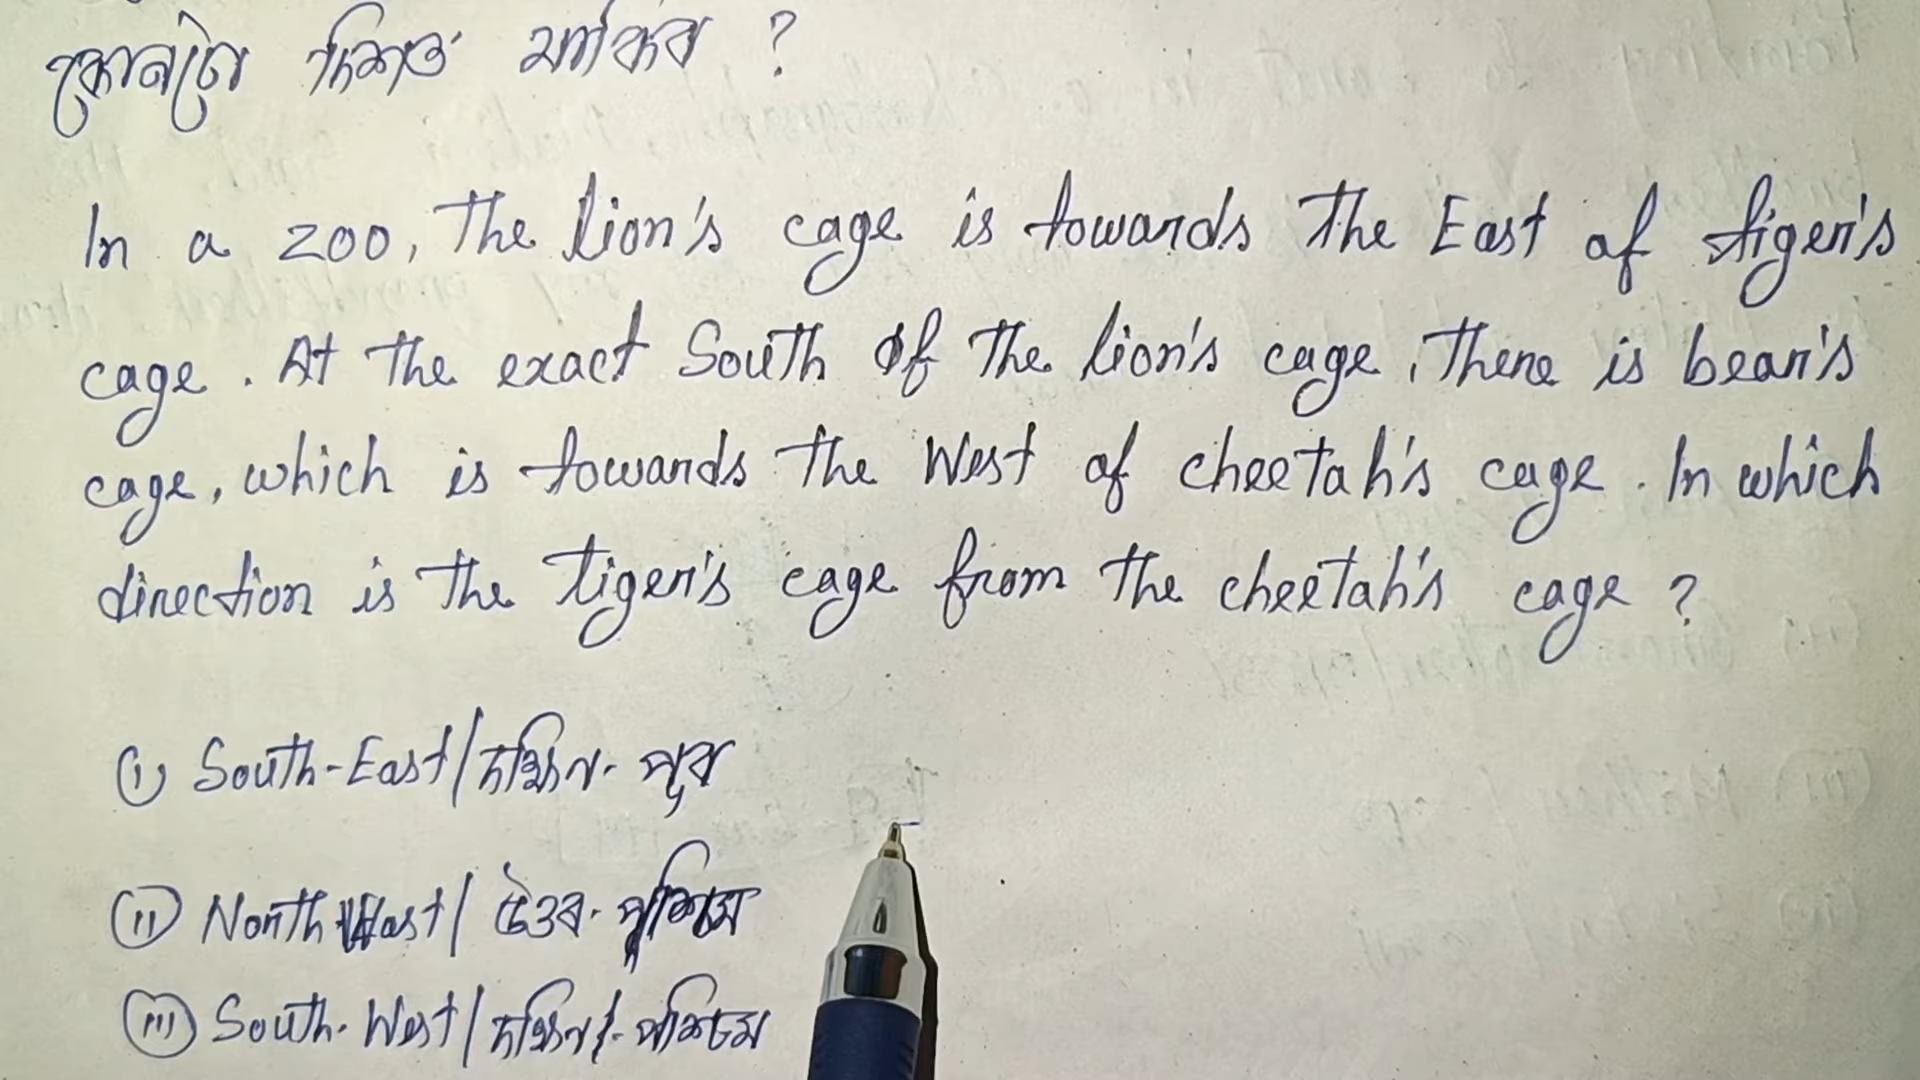 কোনটো দিশত মাৰ্কিব ?
In a zoo, The lion's cage is towards The East of tiger's
cage. At the exact South of The lion's cage, There is bear's
cage, which is towards The West of cheetah's cage. In which
direction is The tiger's cage from The cheetah's cage?
(i) South-East/দক্ষিন-পূব
(ii) North West/ উত্তৰ-পশ্চিম
(iii) South-West/দক্ষিন-পশ্চিম